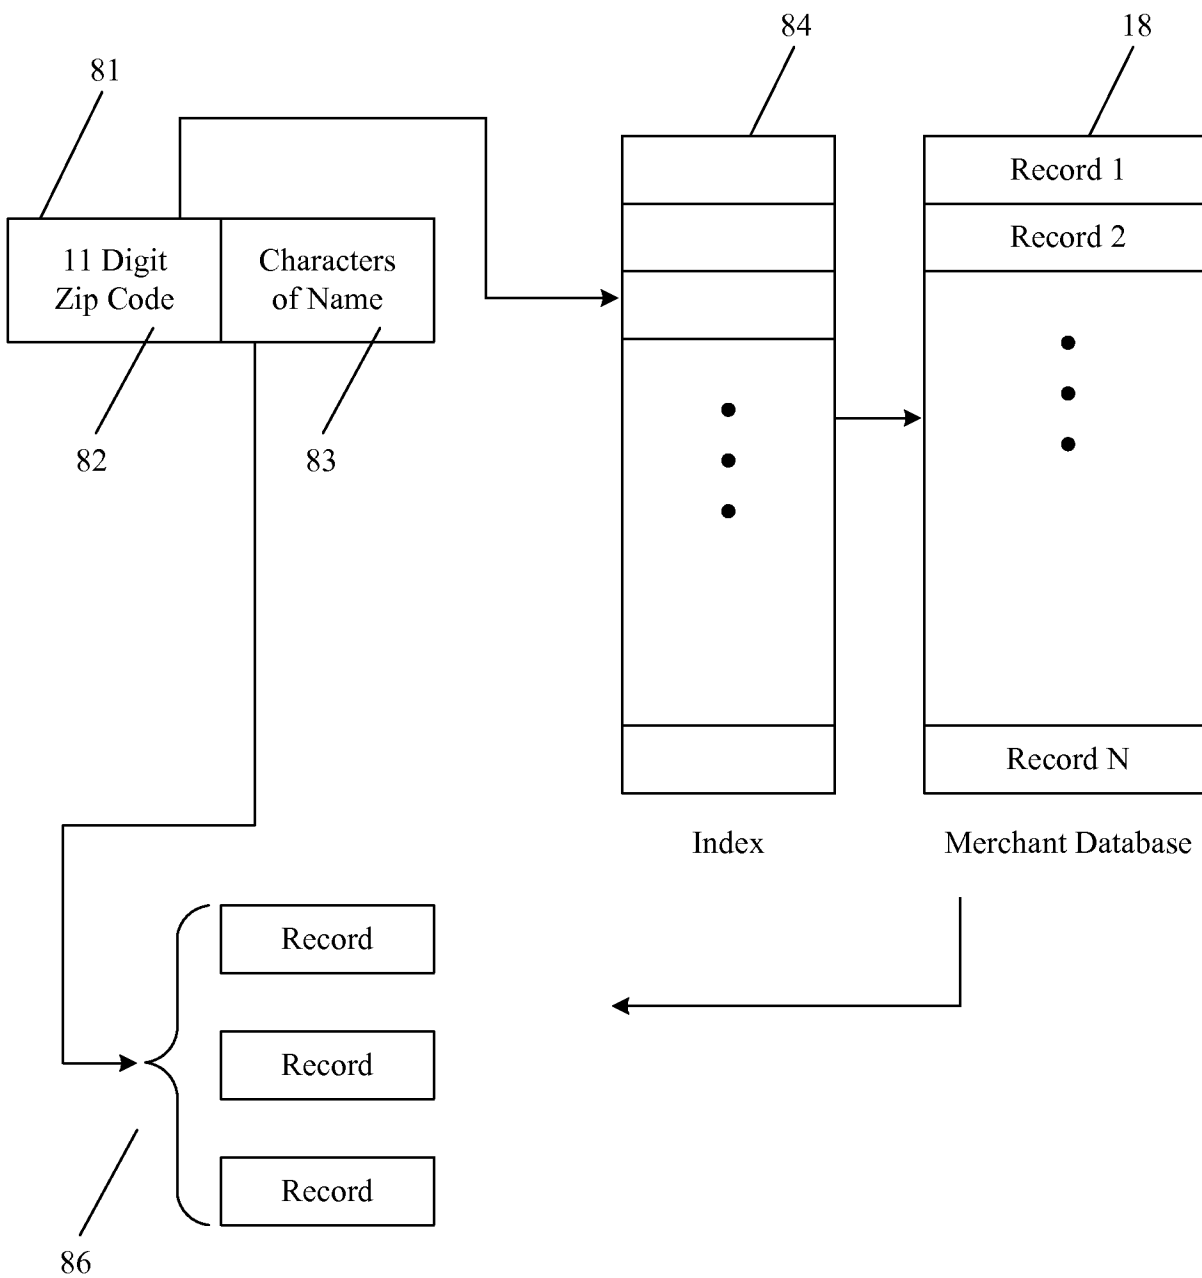 84
18
81
Record 1
Record 2
11 Digit
Zip Code
Characters
of Name
82
83
Record N
Index
Merchant Database
Record
Record
Record
86